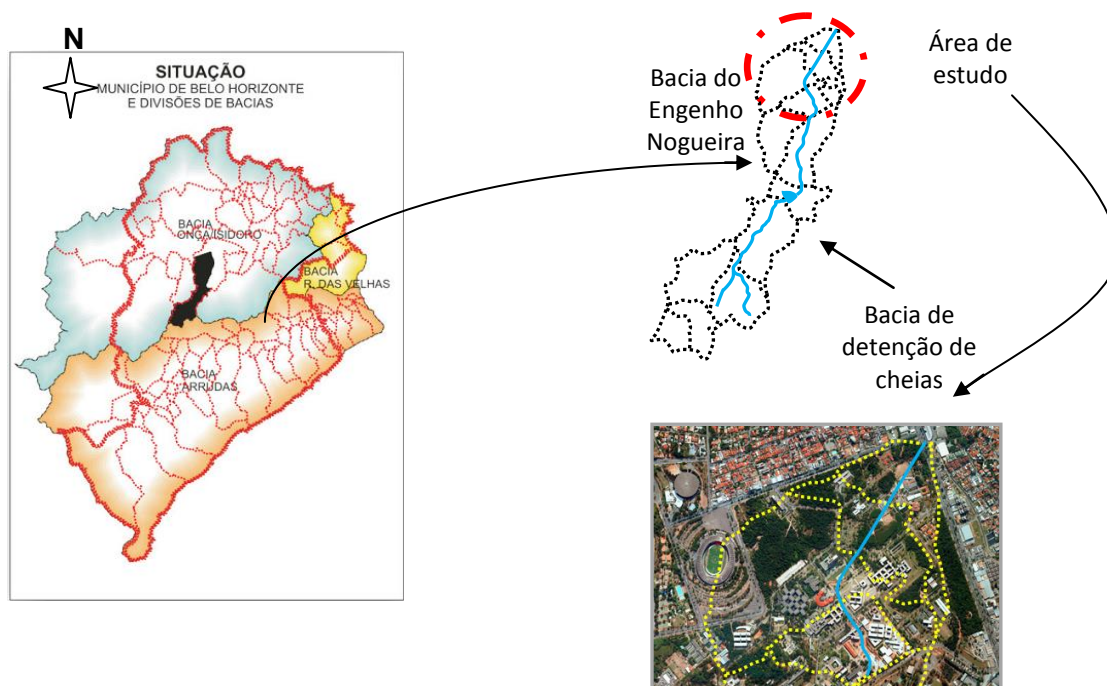 N
SITUAÇÃO
MUNICÍPIO DE BELO HORIZONTE
E DIVISÕES DE BACIAS
BACIA
ONÇA/ISIDORO
BACIA
R. DAS VELHAS
BACIA
ARRUDAS
Bacia do
Engenho
Nogueira
Área de
estudo
Bacia de
detenção de
cheias